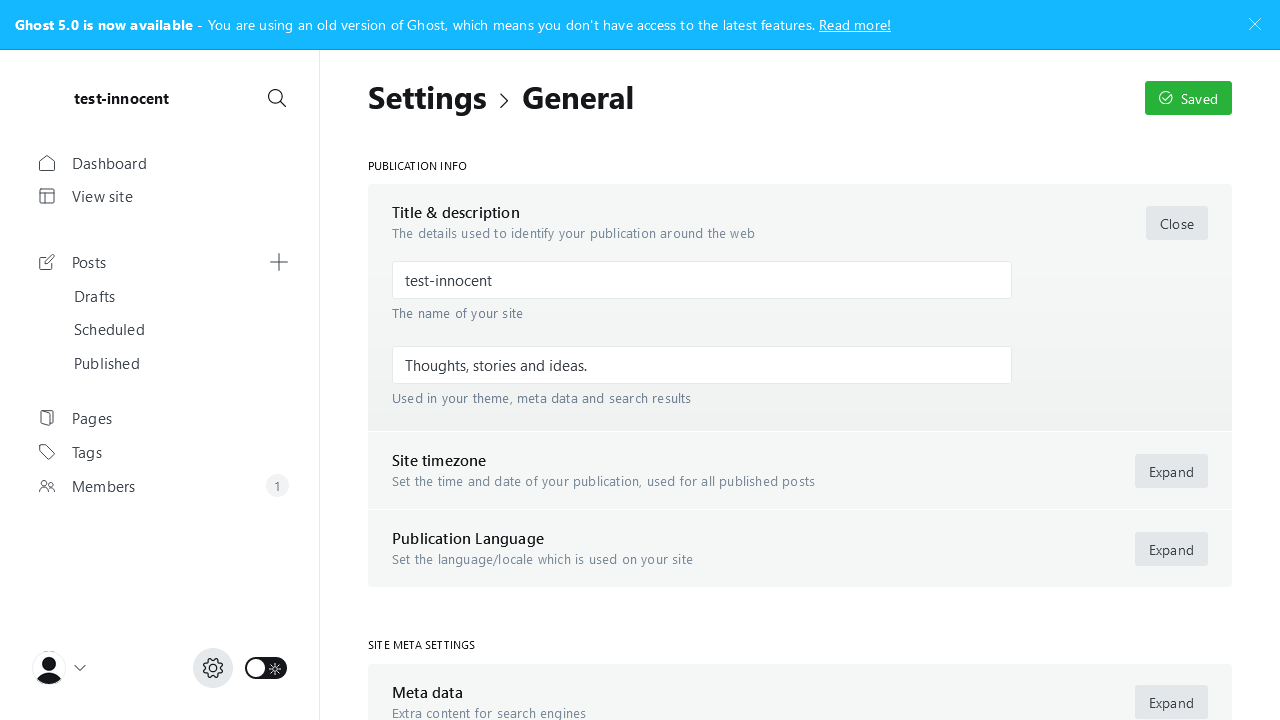 Ghost 5.0 is now available - You are using an old version of Ghost, which means you don't have access to the latest features. Read more!
test-innocent
Dashboard
View site
Posts
Drafts
Scheduled
Published
Pages
Tags
Members
1
Settings > General
Saved
PUBLICATION INFO
Title & description
The details used to identify your publication around the web
Close
test-innocent
The name of your site
Thoughts, stories and ideas.
Used in your theme, meta data and search results
Site timezone
Set the time and date of your publication, used for all published posts
Expand
Publication Language
Set the language/locale which is used on your site
Expand
SITE META SETTINGS
Meta data
Extra content for search engines
Expand